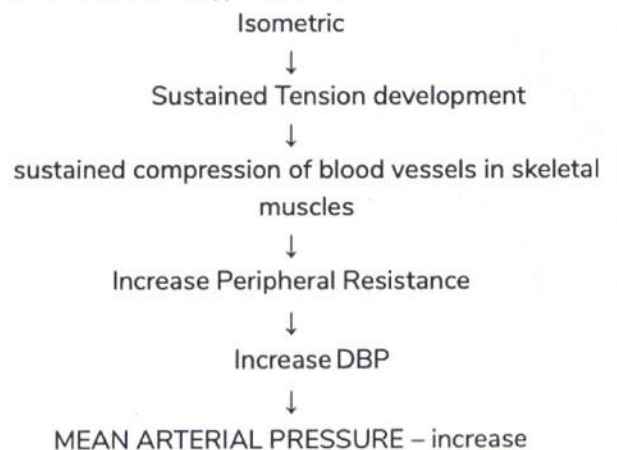 Isometric
↓
Sustained Tension development
↓
sustained compression of blood vessels in skeletal
muscles
↓
Increase Peripheral Resistance
↓
Increase DBP
↓
MEAN ARTERIAL PRESSURE – increase